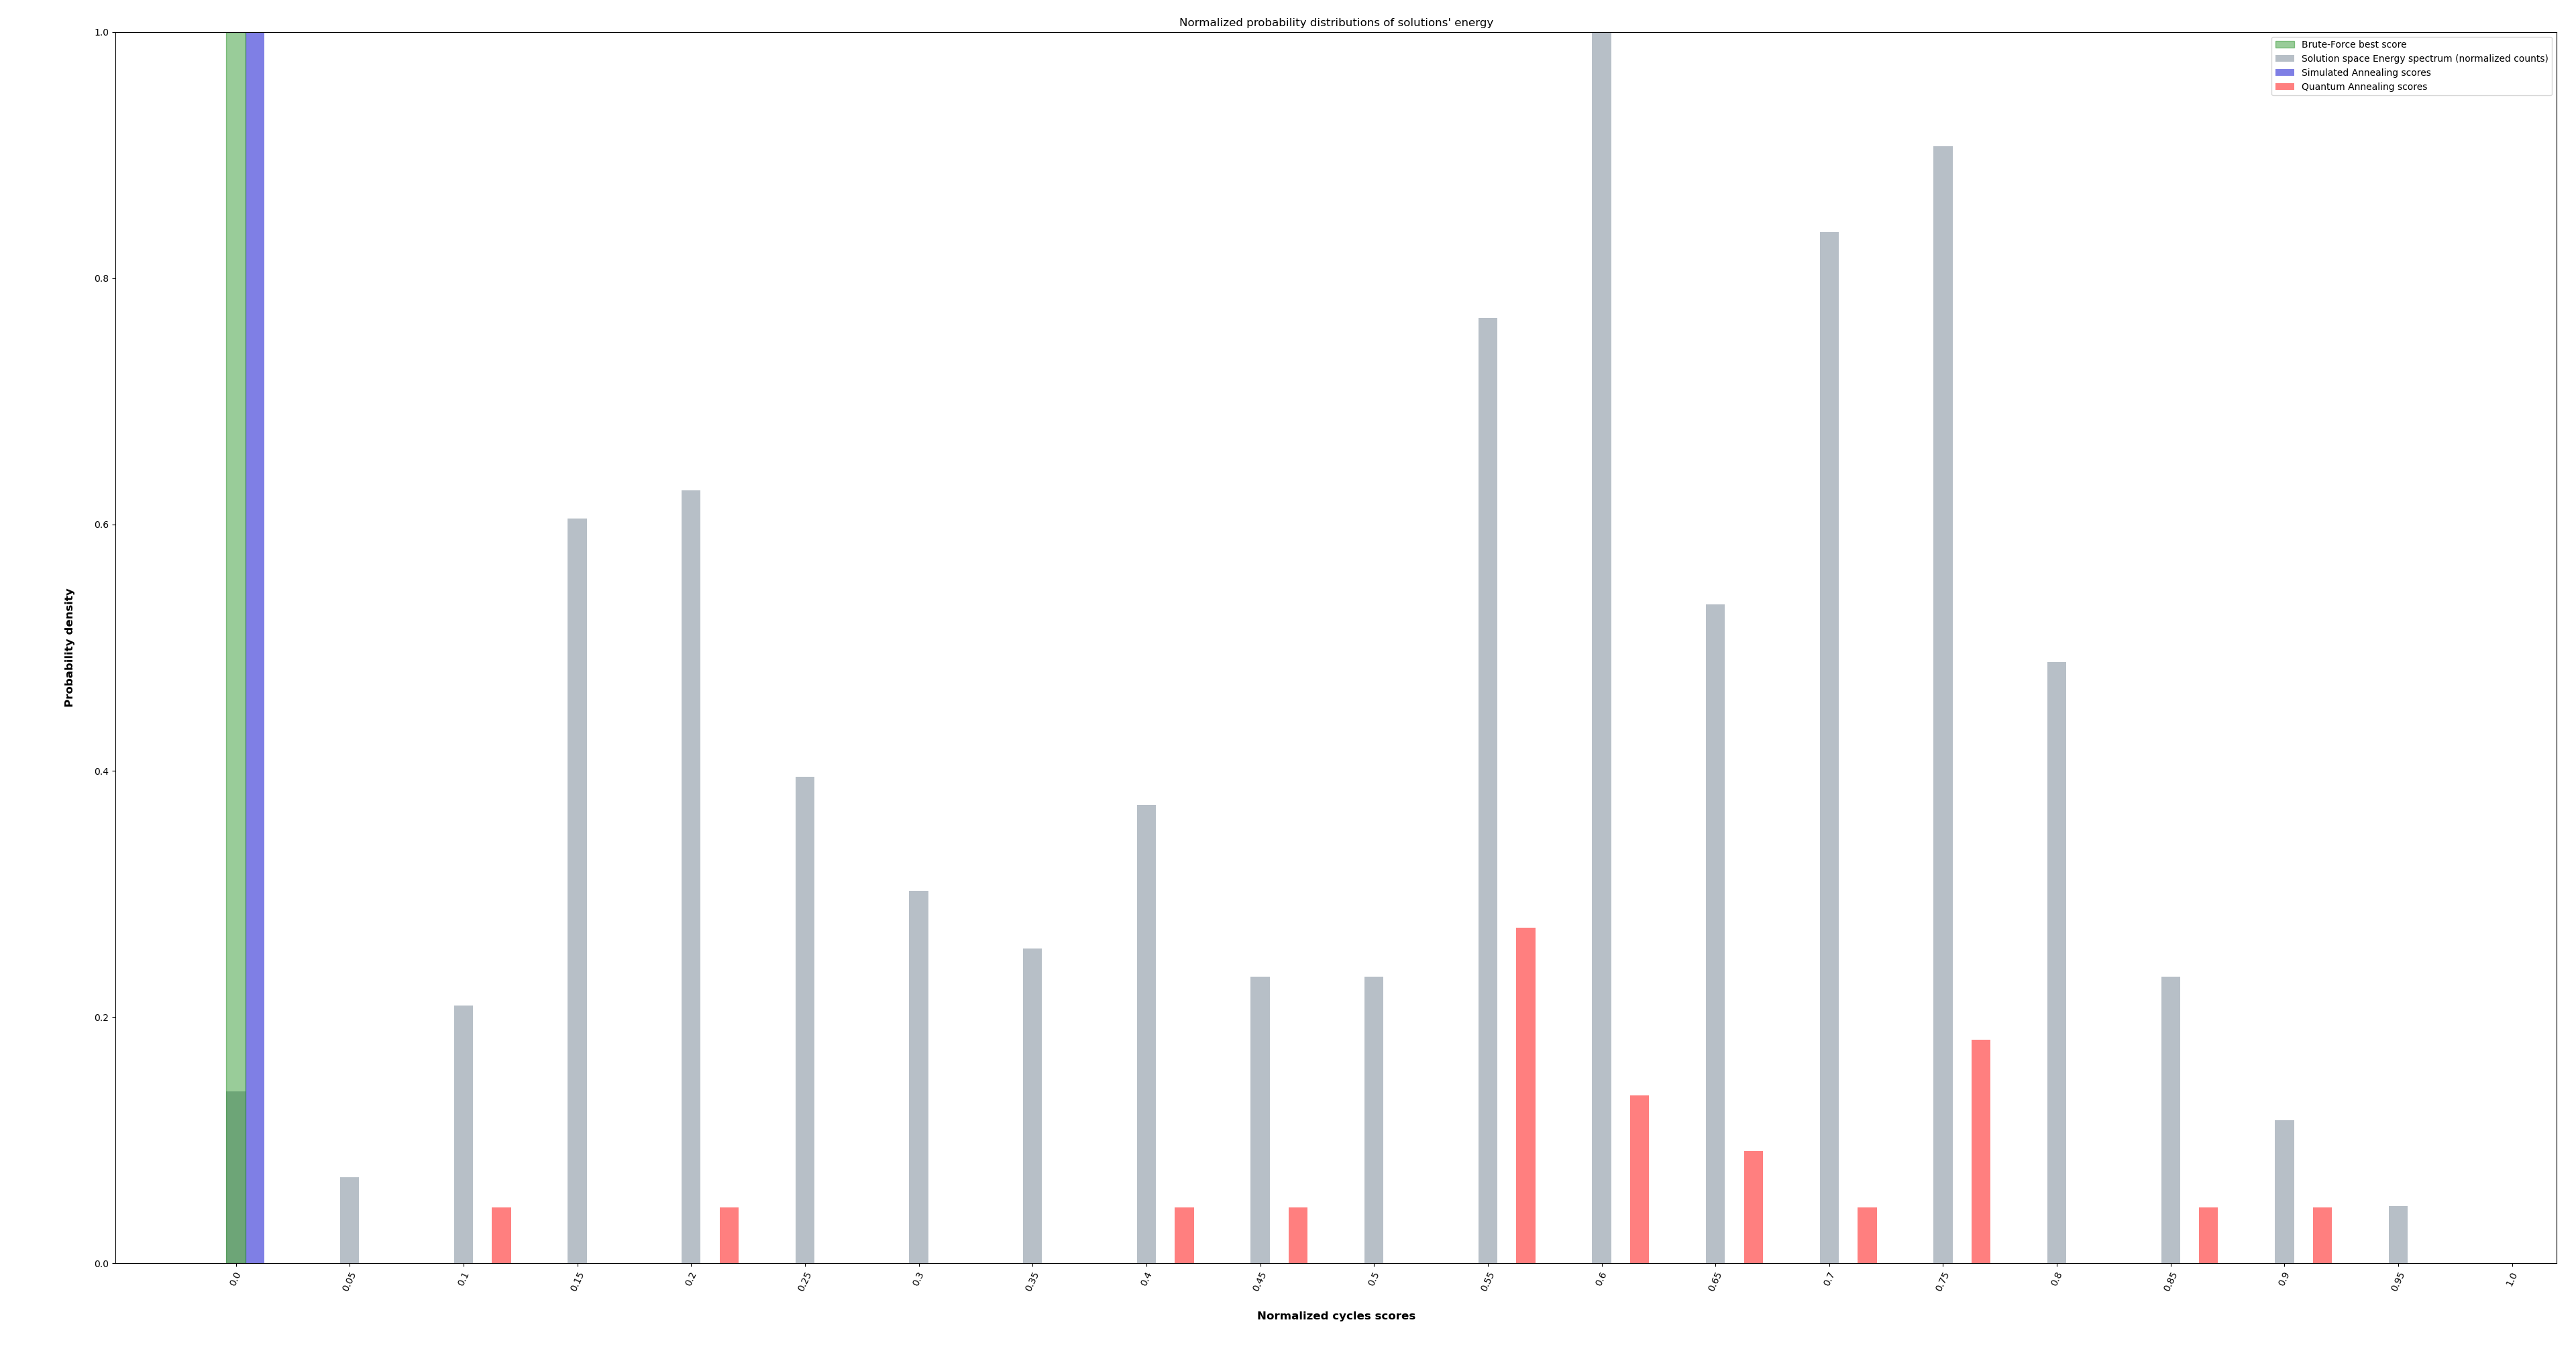 Normalized probability distributions of solutions' energy
1.0
0.8
0.6
0.4
0.2
0.0
Probability density
Brute-Force best score
Solution space Energy spectrum (normalized counts)
Simulated Annealing scores
Quantum Annealing scores
0.0 0.05 0.1 0.15 0.2 0.25 0.3 0.35 0.4 0.45 0.5 0.55 0.6 0.65 0.7 0.75 0.8 0.85 0.9 0.95 1.0
Normalized cycles scores